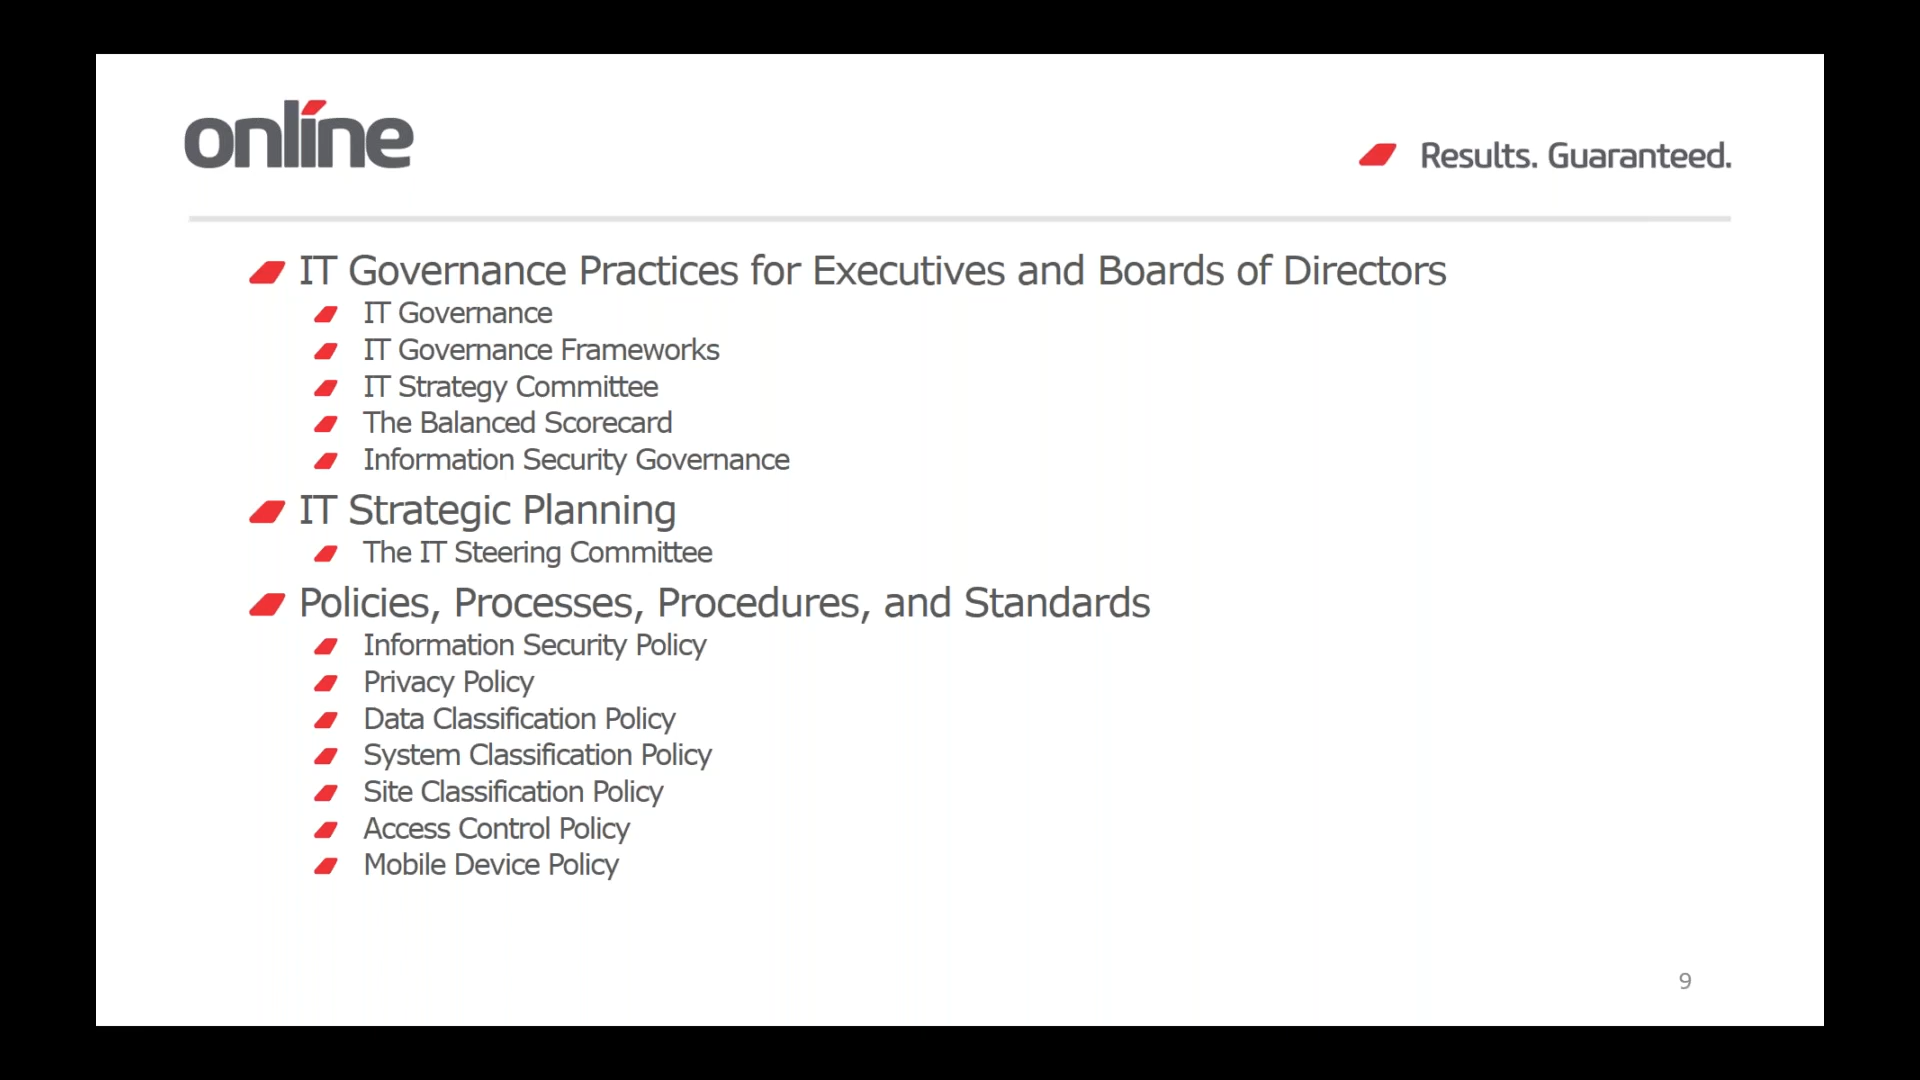 online
Results. Guaranteed.
IT Governance Practices for Executives and Boards of Directors
IT Governance
IT Governance Frameworks
IT Strategy Committee
The Balanced Scorecard
Information Security Governance
IT Strategic Planning
The IT Steering Committee
Policies, Processes, Procedures, and Standards
Information Security Policy
Privacy Policy
Data Classification Policy
System Classification Policy
Site Classification Policy
Access Control Policy
Mobile Device Policy
9